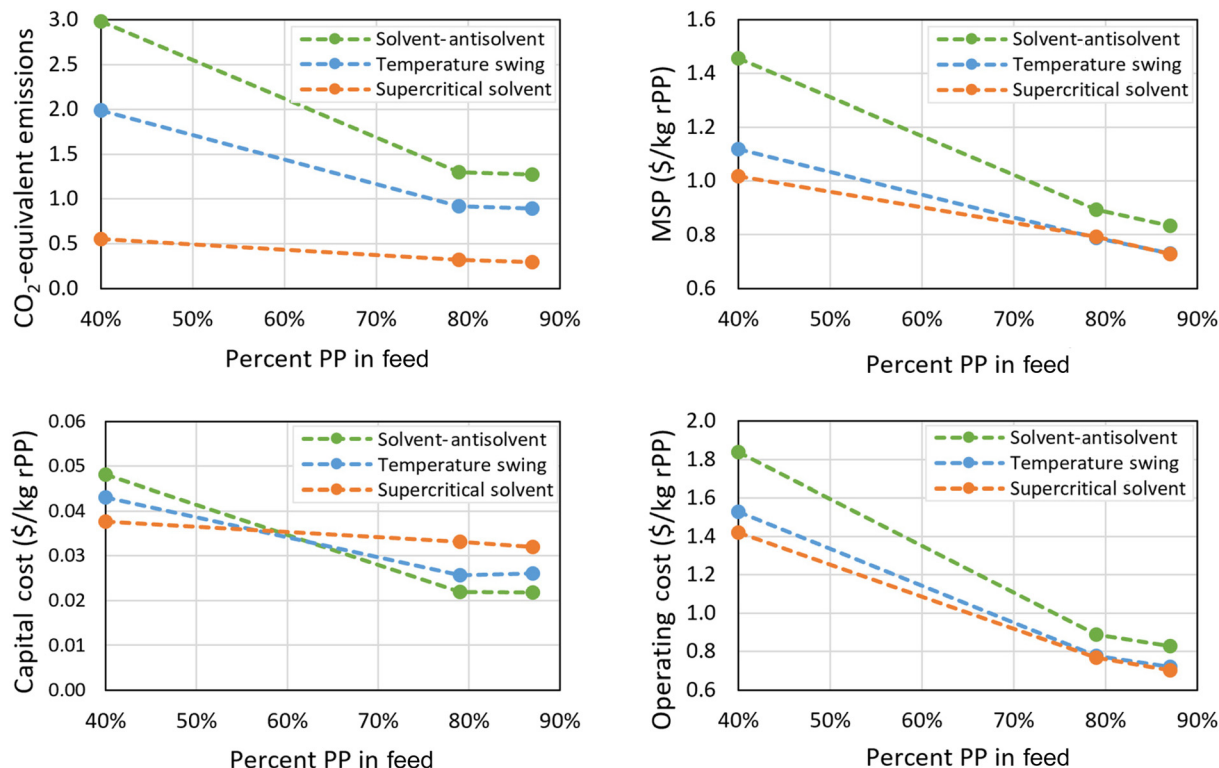 CO₂-equivalent emissions
3.0
2.5
2.0
1.5
1.0
0.5
0.0
Solvent-antisolvent
Temperature swing
Supercritical solvent
40% 50% 60% 70% 80% 90%
Percent PP in feed
MSP ($/kg rPP)
1.6
1.4
1.2
1.0
0.8
0.6
Solvent-antisolvent
Temperature swing
Supercritical solvent
40% 50% 60% 70% 80% 90%
Percent PP in feed
Capital cost ($/kg rPP)
0.06
0.05
0.04
0.03
0.02
0.01
0.00
Solvent-antisolvent
Temperature swing
Supercritical solvent
40% 50% 60% 70% 80% 90%
Percent PP in feed
Operating cost ($/kg rPP)
2.0
1.8
1.6
1.4
1.2
1.0
0.8
0.6
Solvent-antisolvent
Temperature swing
Supercritical solvent
40% 50% 60% 70% 80% 90%
Percent PP in feed